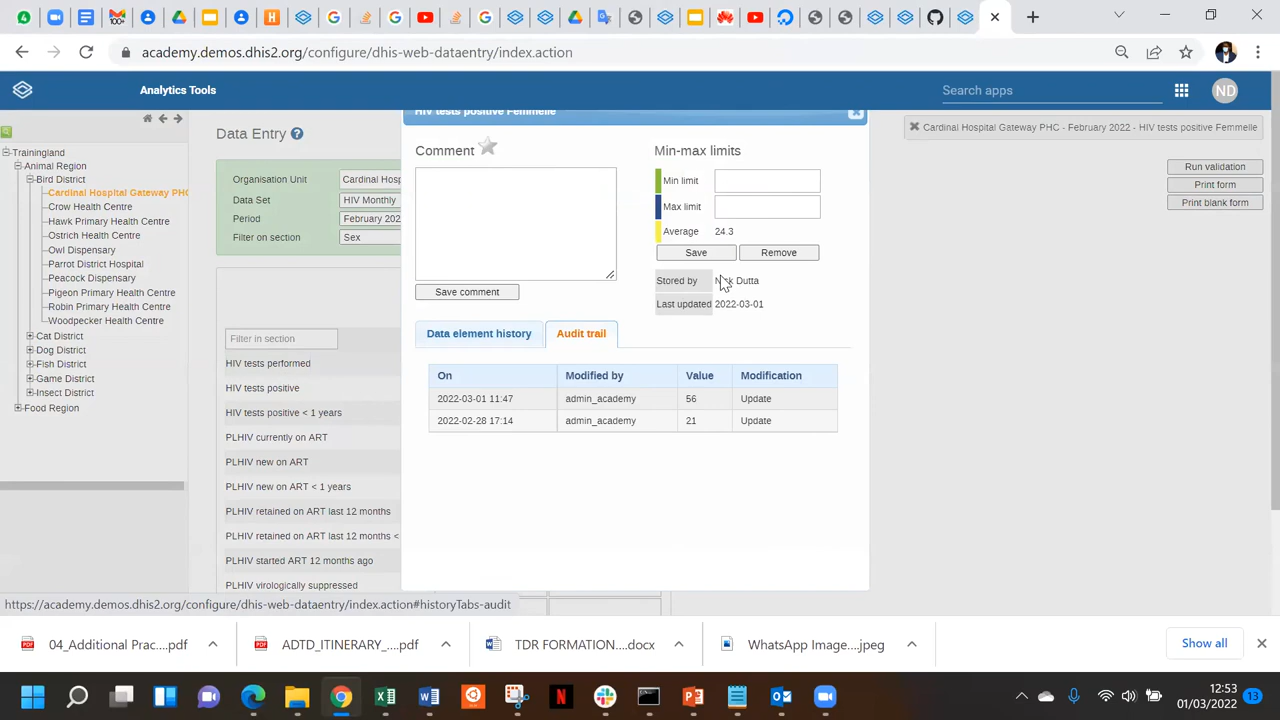 100+
academy.demos.dhis2.org/configure/dhis-web-dataentry/index.action
Analytics Tools
Search apps
ND
Trainingland
Animal Region
Bird District
Cardinal Hospital Gateway PHC
Crow Health Centre
Hawk Primary Health Centre
Ostrich Health Centre
Owl Dispensary
Parrot District Hospital
Peacock Dispensary
Pigeon Primary Health Centre
Robin Primary Health Centre
Woodpecker Health Centre
Cat District
Dog District
Fish District
Game District
Insect District
Food Region
Data Entry
Organisation Unit Cardinal Hosp
Data Set HIV Monthly
Period February 202
Filter on section Sex
Filter in section
HIV tests performed
HIV tests positive
HIV tests positive < 1 years
PLHIV currently on ART
PLHIV new on ART
PLHIV new on ART < 1 years
PLHIV retained on ART last 12 months
PLHIV retained on ART last 12 months <
PLHIV started ART 12 months ago
PLHIV virologically suppressed
HIV tests positive Femmelle
Comment
Save comment
Min-max limits
Min limit
Max limit
Average 24.3
Save Remove
Stored by Nick Dutta
Last updated 2022-03-01
Data element history Audit trail
On Modified by Value Modification
2022-03-01 11:47 admin_academy 56 Update
2022-02-28 17:14 admin_academy 21 Update
Cardinal Hospital Gateway PHC - February 2022 - HIV tests positive Femmelle
Run validation
Print form
Print blank form
https://academy.demos.dhis2.org/configure/dhis-web-dataentry/index.action#historyTabs-audit
04_Additional Prac....pdf
ADTD_ITINERARY_...pdf
TDR FORMATION....docx
WhatsApp Image....jpeg
Show all
12:53
01/03/2022
13